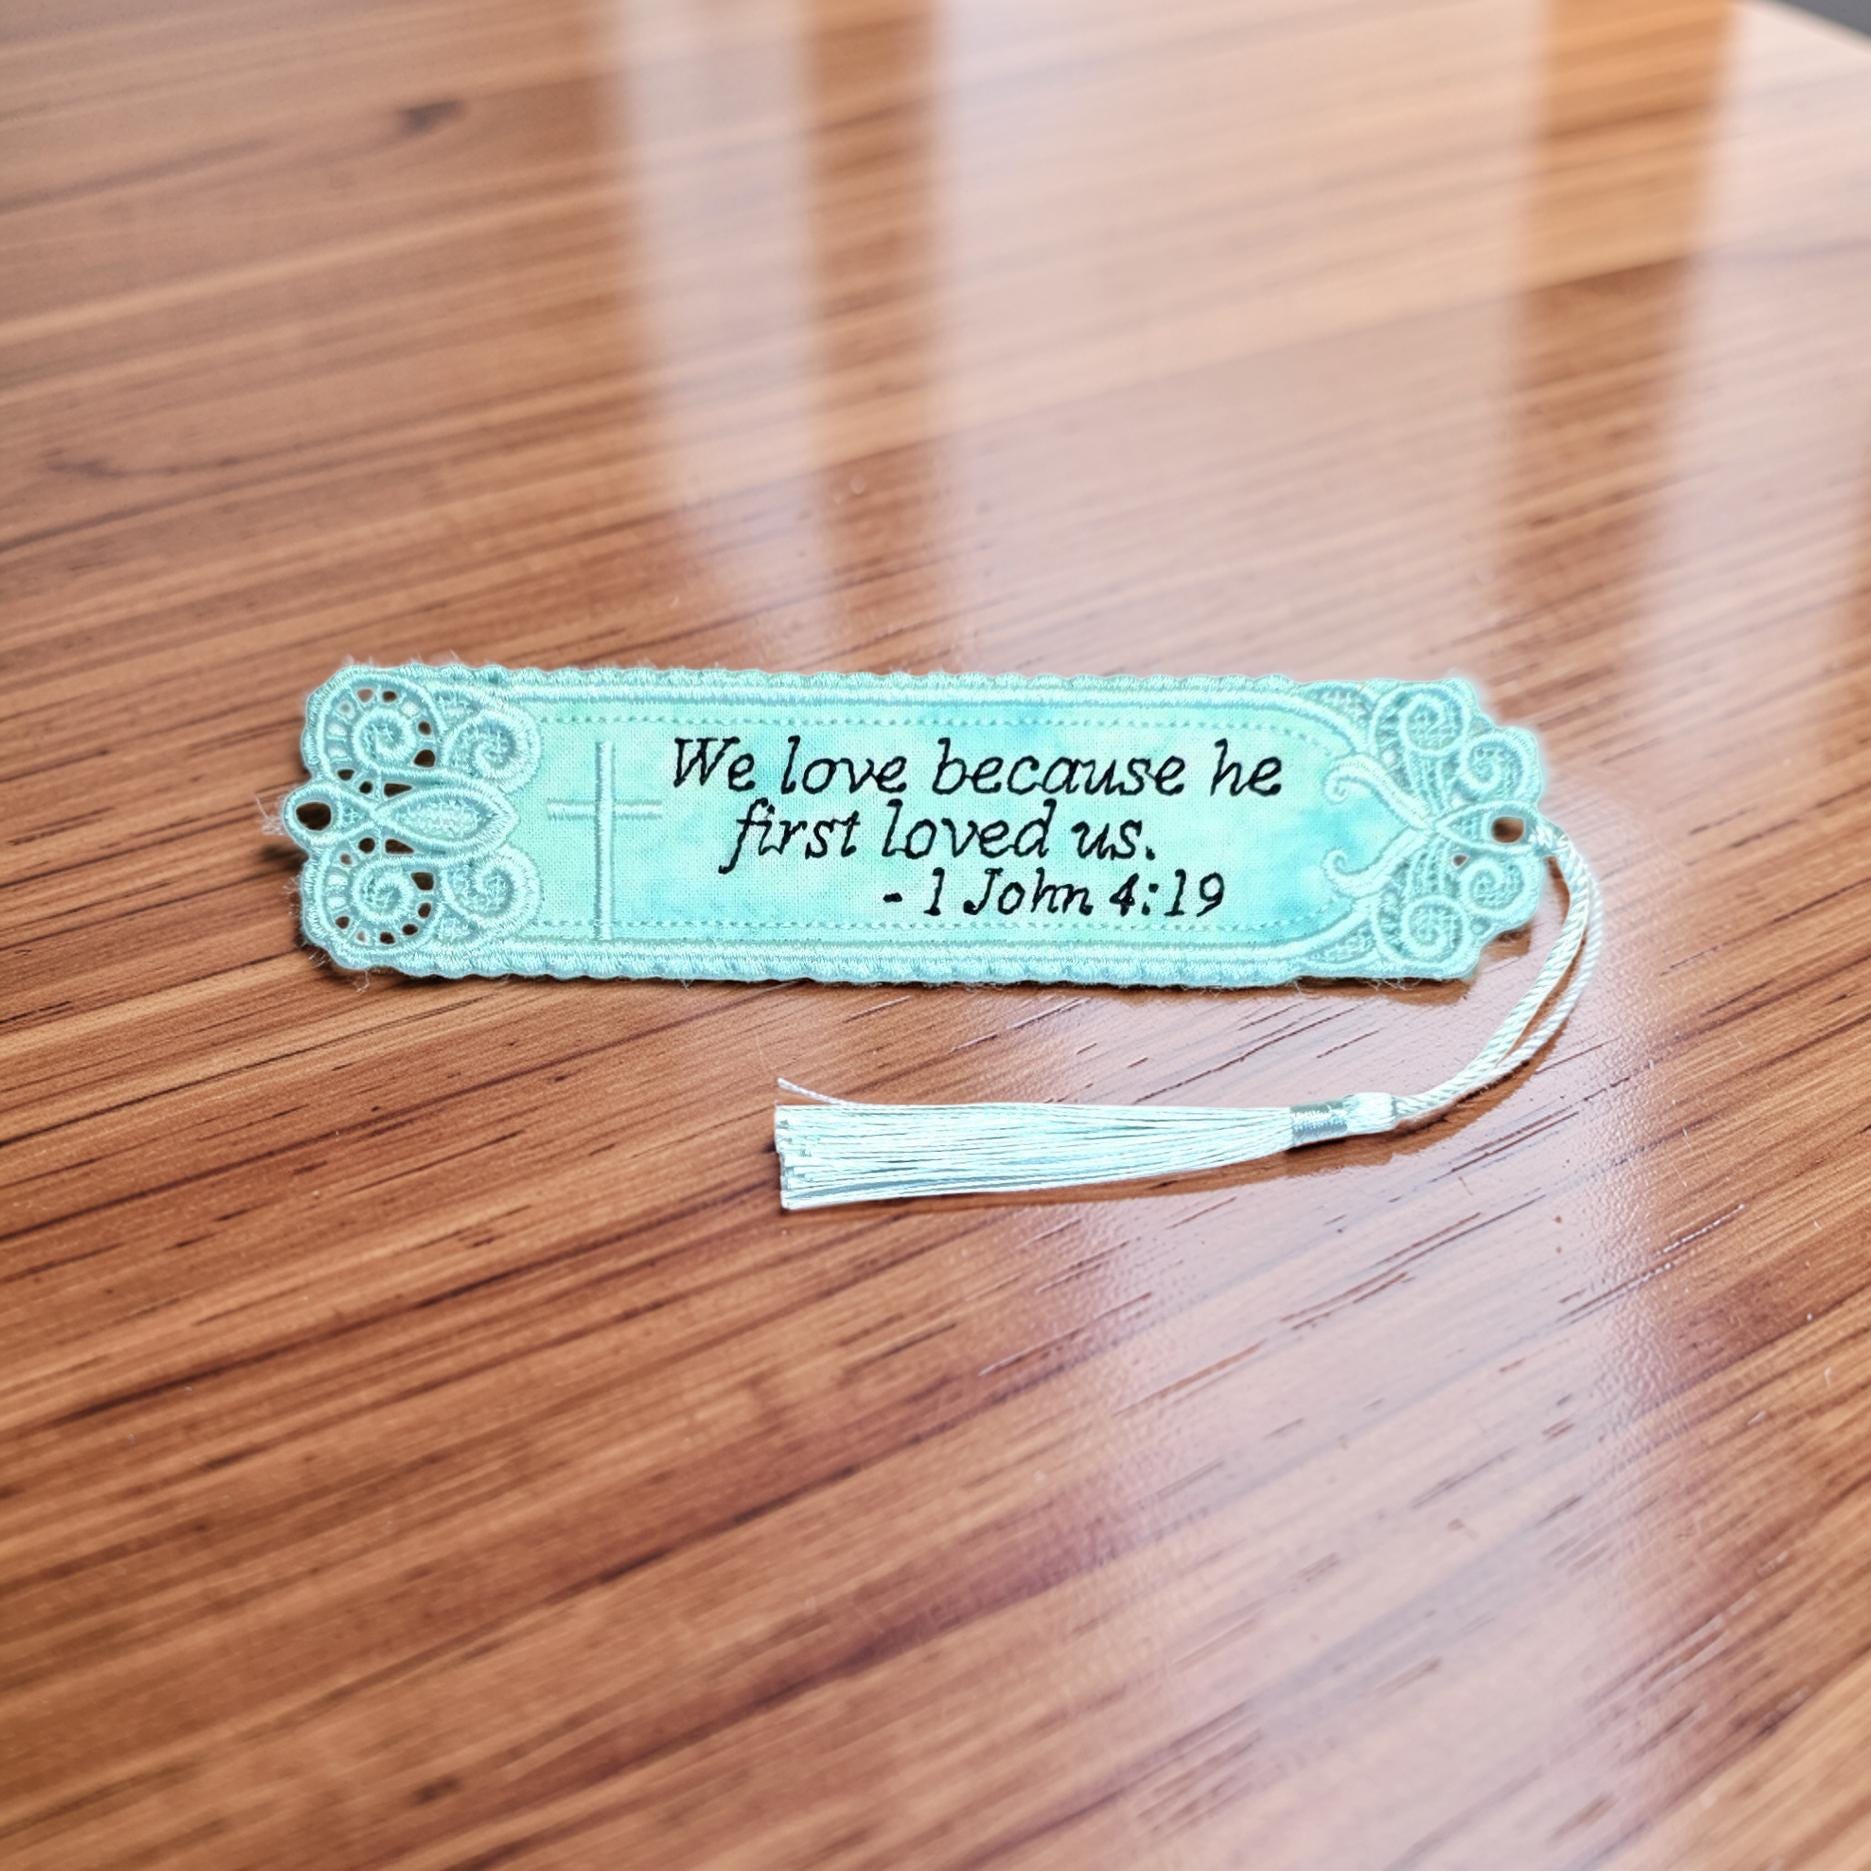 We love because he
first loved us.
- 1 John 4:19